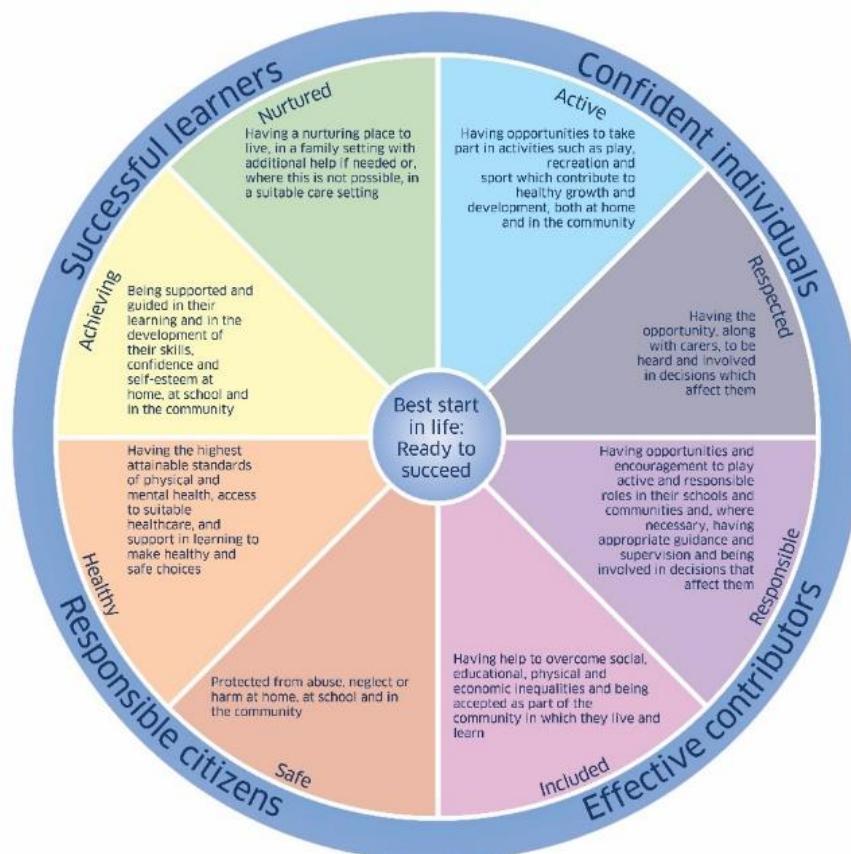 Successful learners
Confident individuals
Nurtured
Having a nurturing place to
live, in a family setting with
additional help if needed or,
where this is not possible, in
a suitable care setting
Active
Having opportunities to take
part in activities such as play,
recreation and
sport which contribute to
healthy growth and
development, both at home
and in the community
Achieving
Being supported and
guided in their
learning and in the
development of
their skills,
confidence and
self-esteem at
home, at school and
in the community
Respected
Having the
opportunity, along
with carers, to be
heard and involved
in decisions which
affect them
Best start
in life:
Ready to
succeed
Healthy
Having the highest
attainable standards
of physical and
mental health, access
to suitable
healthcare, and
support in learning to
make healthy and
safe choices
Responsible
Having opportunities and
encouragement to play
active and responsible
roles in their schools and
communities and, where
necessary, having
appropriate guidance and
supervision and being
involved in decisions that
affect them
Protected from abuse, neglect or
harm at home, at school and in
the community
Safe
Having help to overcome social,
educational, physical and
economic inequalities and being
accepted as part of the
community in which they live and
learn
Included
Responsible citizens
Effective contributors